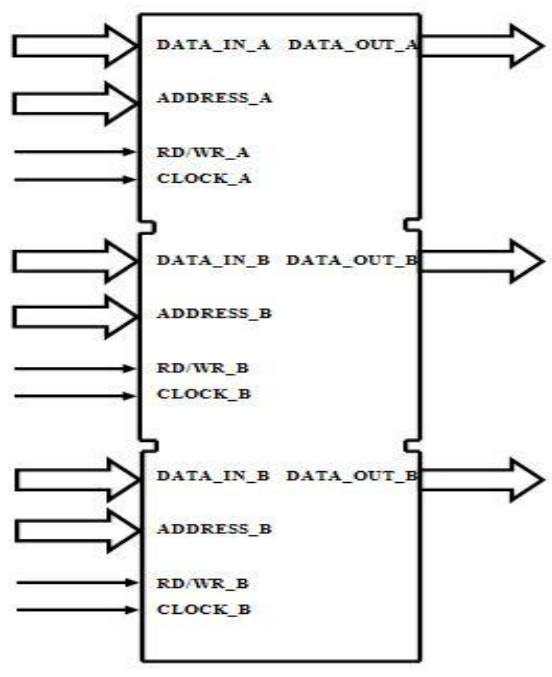 DATA_IN_A DATA_OUT_A
ADDRESS_A
RD/WR_A
CLOCK_A
DATA_IN_B DATA_OUT_B
ADDRESS_B
RD/WR_B
CLOCK_B
DATA_IN_B DATA_OUT_B
ADDRESS_B
RD/WR_B
CLOCK_B